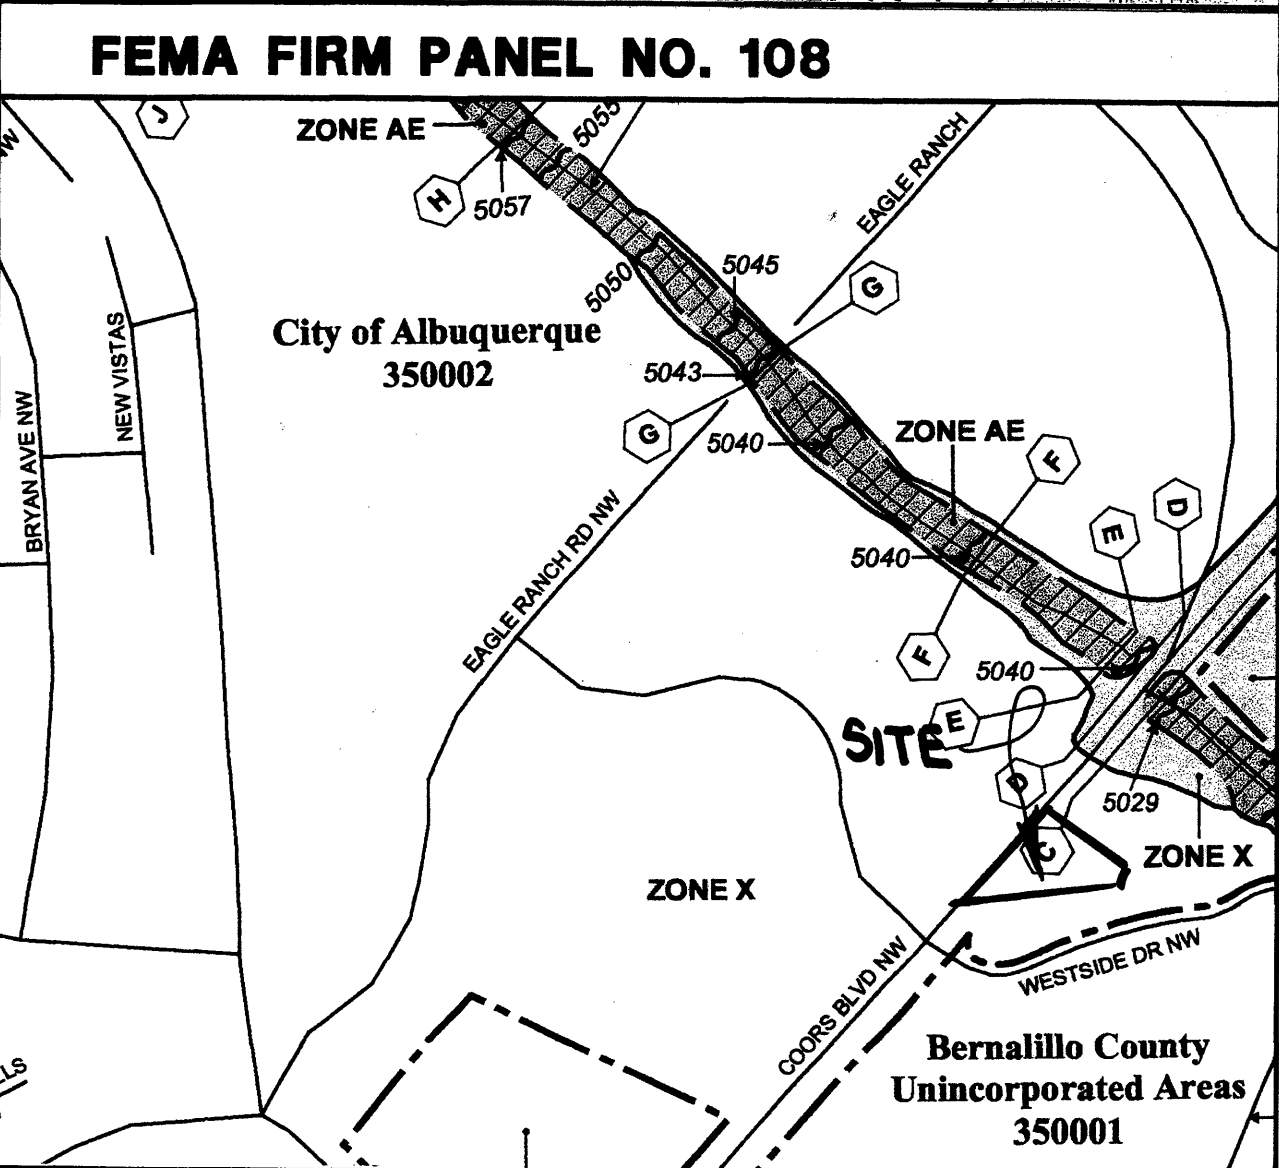 FEMA FIRM PANEL NO. 108
J
NW
ZONE AE
5055
H
5057
EAGLE RANCH
5045
5050
G
City of Albuquerque
350002
5043
G
5040
ZONE AE
F
NEW VISTAS
BRYAN AVE NW
E
D
EAGLE RANCH RD NW
5040
F
5040
SITE
E
D
5029
C
ZONE X
ZONE X
COORS BLVD NW
WESTSIDE DR NW
Bernalillo County
Unincorporated Areas
350001
LLS